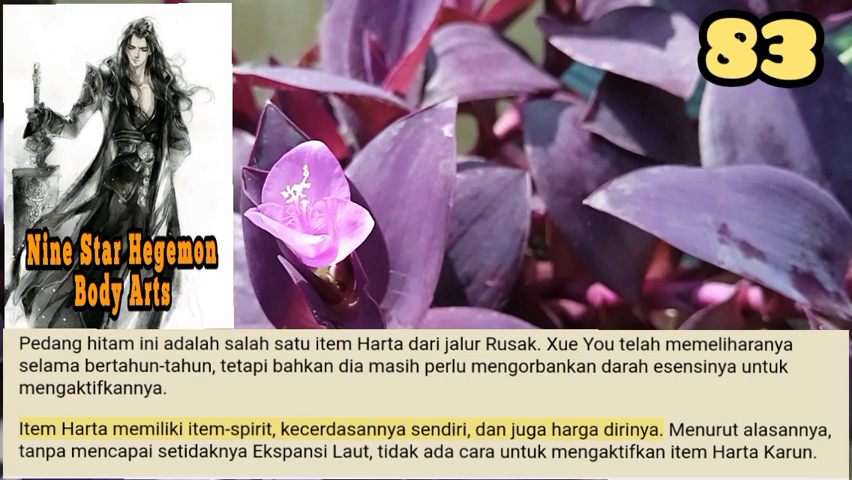 83
Nine Star Hegemon
Body Arts
Pedang hitam ini adalah salah satu item Harta dari jalur Rusak. Xue You telah memeliharanya
selama bertahun-tahun, tetapi bahkan dia masih perlu mengorbankan darah esensinya untuk
mengaktifkannya.
Item Harta memiliki item-spirit, kecerdasannya sendiri, dan juga harga dirinya. Menurut alasannya,
tanpa mencapai setidaknya Ekspansi Laut, tidak ada cara untuk mengaktifkan item Harta Karun.